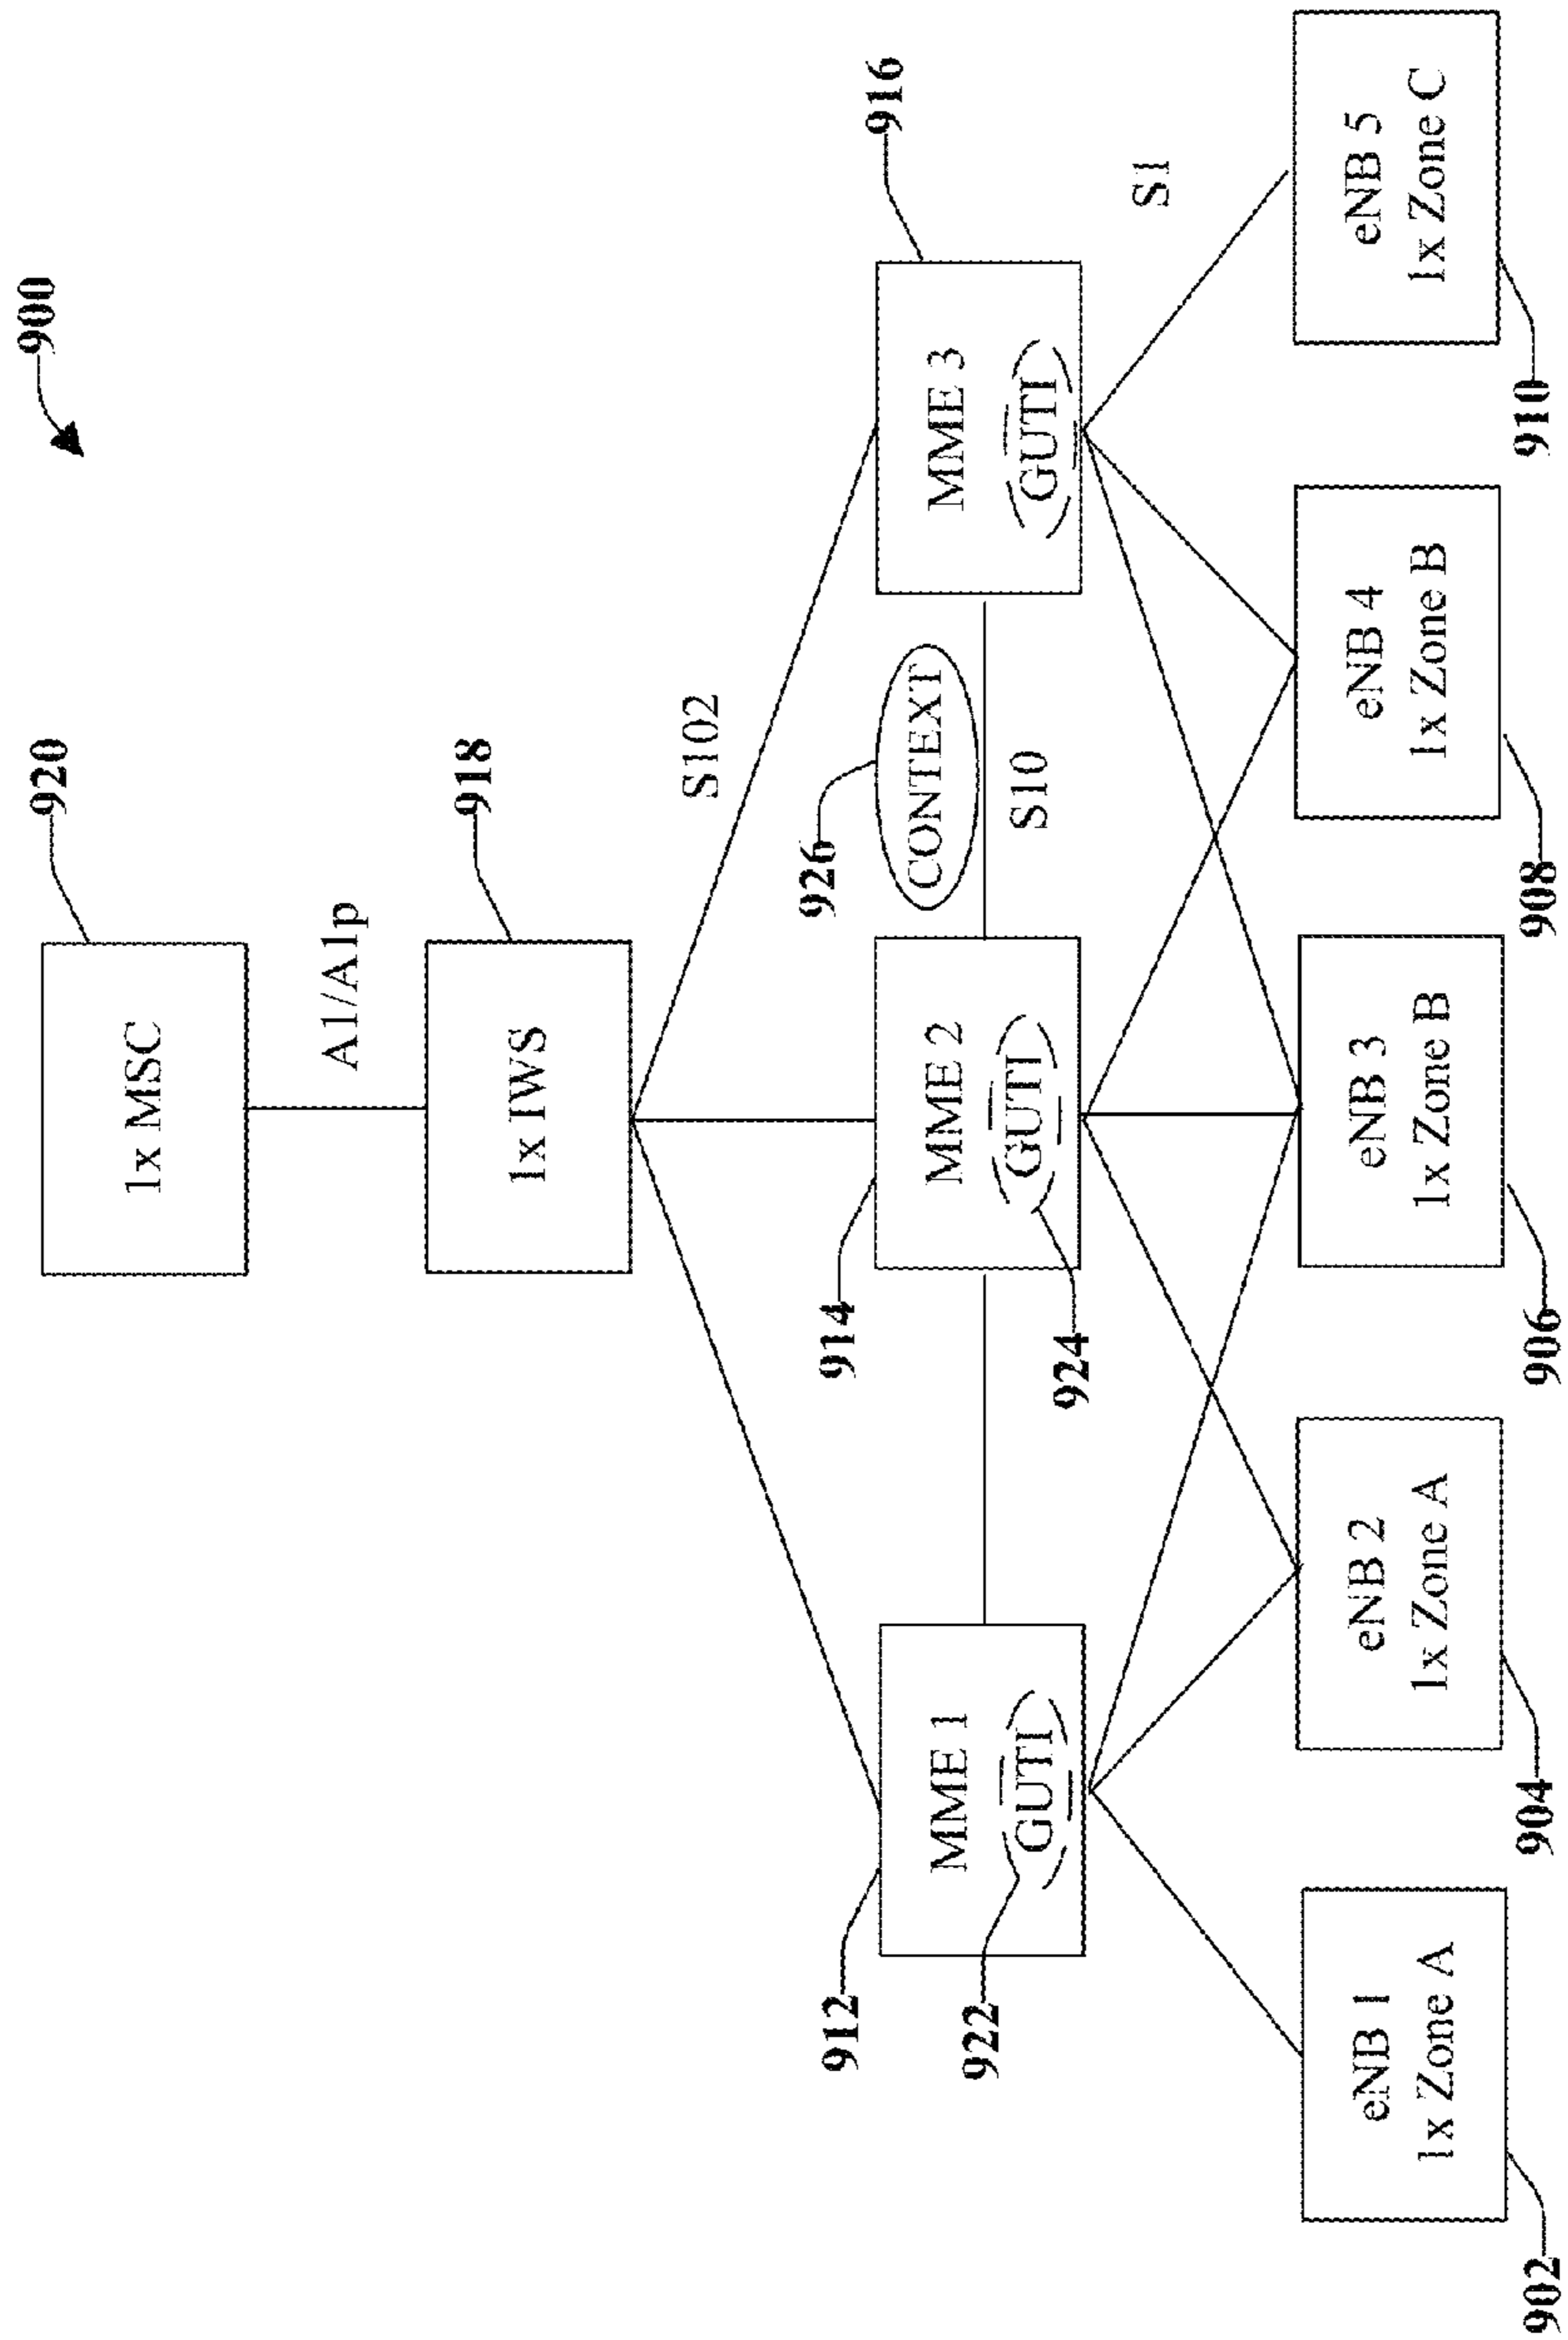 900
920
1x MSC
A1/A1p
918
1x IWS
S102
926
CONTEXT
S10
912
MME 1
GUTI
922
914
MME 2
GUTI
924
916
MME 3
GUTI
S1
eNB 1
1x Zone A
902
eNB 2
1x Zone A
904
eNB 3
1x Zone B
906
eNB 4
1x Zone B
908
eNB 5
1x Zone C
910